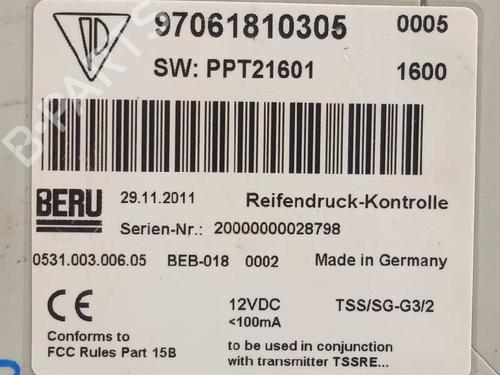 97061810305 0005
SW: PPT21601 1600
BERU 29.11.2011 Reifendruck-Kontrolle
Serien-Nr.: 20000000028798
0531.003.006.05 BEB-018 0002 Made in Germany
CE 12VDC TSS/SG-G3/2
<100mA
Conforms to to be used in conjunction
FCC Rules Part 15B with transmitter TSSRE...
B-PARTS